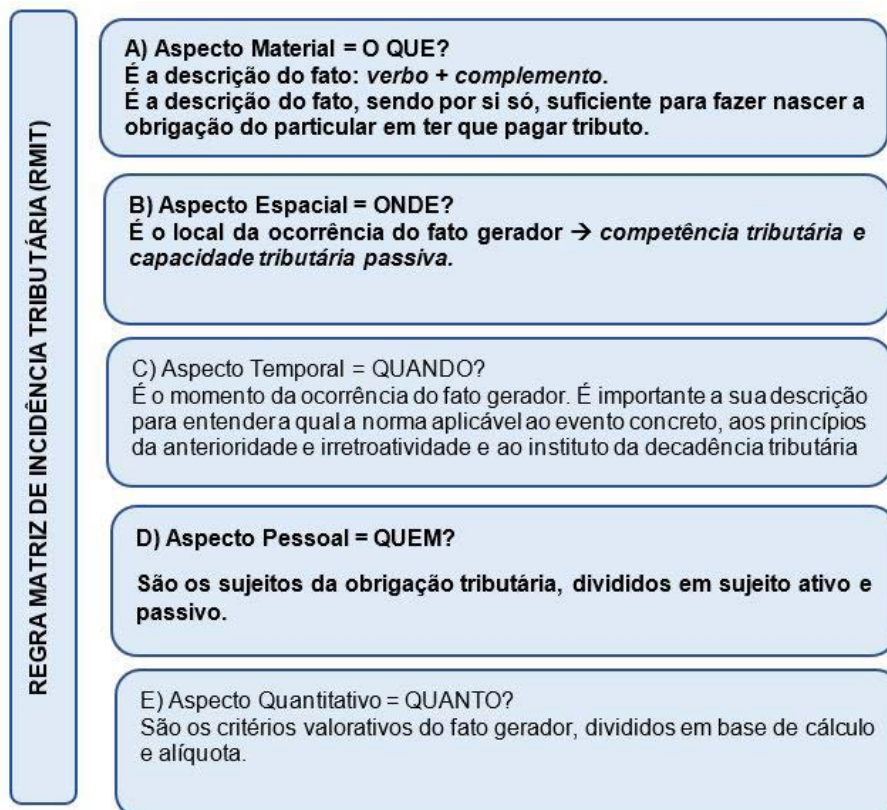 REGRA MATRIZ DE INCIDÊNCIA TRIBUTÁRIA (RMIT)
A) Aspecto Material = O QUE?
É a descrição do fato: verbo + complemento.
É a descrição do fato, sendo por si só, suficiente para fazer nascer a
obrigação do particular em ter que pagar tributo.
B) Aspecto Espacial = ONDE?
É o local da ocorrência do fato gerador → competência tributária e
capacidade tributária passiva.
C) Aspecto Temporal = QUANDO?
É o momento da ocorrência do fato gerador. É importante a sua descrição
para entender a qual a norma aplicável ao evento concreto, aos princípios
da anterioridade e irretroatividade e ao instituto da decadência tributária
D) Aspecto Pessoal = QUEM?
São os sujeitos da obrigação tributária, divididos em sujeito ativo e
passivo.
E) Aspecto Quantitativo = QUANTO?
São os critérios valorativos do fato gerador, divididos em base de cálculo
e alíquota.